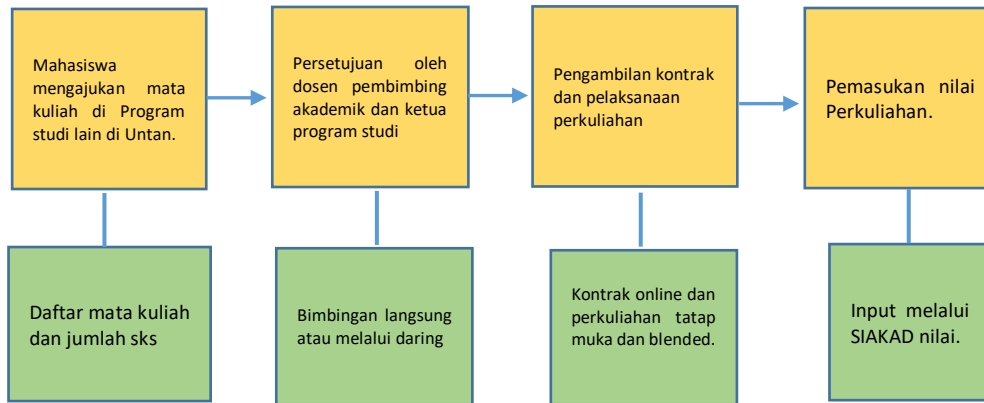 Mahasiswa
mengajukan mata
kuliah di Program
studi lain di Untan.
Persetujuan oleh
dosen pembimbing
akademik dan ketua
program studi
Pengambilan kontrak
dan pelaksanaan
perkuliahan
Pemasukan nilai
Perkuliahan.
Daftar mata kuliah
dan jumlah sks
Bimbingan langsung
atau melalui daring
Kontrak online dan
perkuliahan tatap
muka dan blended.
Input melalui
SIAKAD nilai.